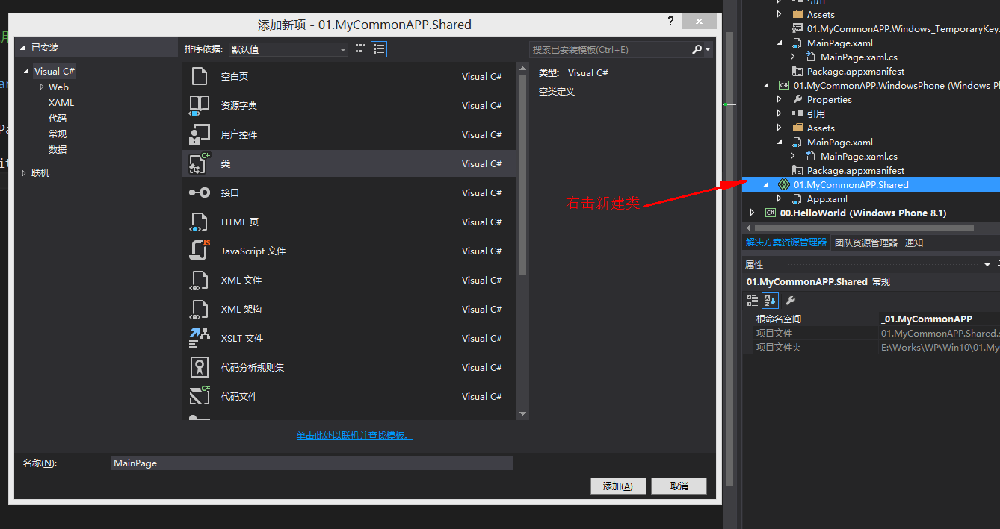 添加新项 - 01.MyCommonAPP.Shared
?
已安装
Visual C#
Web
XAML
代码
常规
数据
联机
排序依据:
默认值
搜索已安装模板(Ctrl+E)
空白页 Visual C#
资源字典 Visual C#
用户控件 Visual C#
类 Visual C#
接口 Visual C#
HTML 页 Visual C#
JavaScript 文件 Visual C#
XML 文件 Visual C#
XML 架构 Visual C#
XSLT 文件 Visual C#
代码分析规则集 Visual C#
代码文件 Visual C#
类型: Visual C#
空类定义
单击此处以联机并查找模板。
名称(N):
MainPage
添加(A)
取消
右击新建类
引用
Assets
01.MyCommonAPP.Windows_TemporaryKey.
MainPage.xaml
MainPage.xaml.cs
Package.appxmanifest
01.MyCommonAPP.WindowsPhone (Windows Ph
Properties
引用
Assets
MainPage.xaml
MainPage.xaml.cs
Package.appxmanifest
01.MyCommonAPP.Shared
App.xaml
00.HelloWorld (Windows Phone 8.1)
解决方案资源管理器 团队资源管理器 通知
属性
01.MyCommonAPP.Shared 常规
根命名空间 _01.MyCommonAPP
项目文件 01.MyCommonAPP.Shared.s
项目文件夹 E:\Works\WP\Win10\01.My